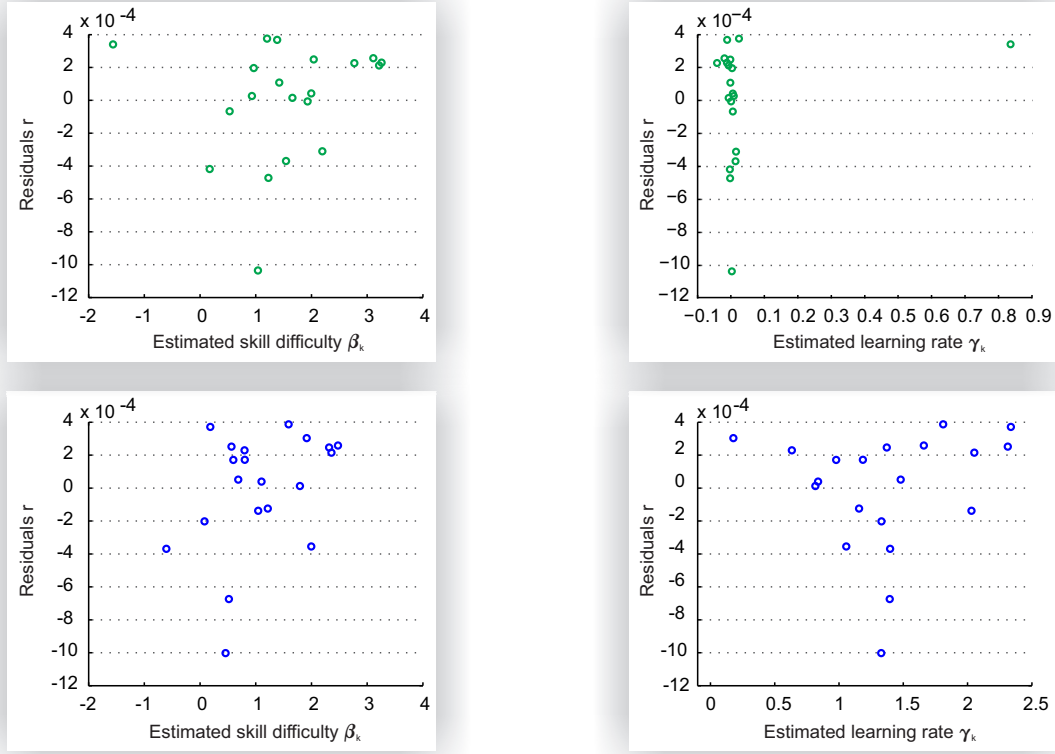 x 10⁻⁴
4
2
0
-2
-4
-6
-8
-10
-12
-2 -1 0 1 2 3 4
Residuals r
Estimated skill difficulty βk
x 10⁻⁴
4
2
0
−2
−4
−6
−8
−10
−12
−0.1 0 0.1 0.2 0.3 0.4 0.5 0.6 0.7 0.8 0.9
Residuals r
Estimated learning rate γk
x 10⁻⁴
4
2
0
-2
-4
-6
-8
-10
-12
-2 -1 0 1 2 3 4
Residuals r
Estimated skill difficulty βk
x 10⁻⁴
4
2
0
-2
-4
-6
-8
-10
-12
0 0.5 1 1.5 2 2.5
Residuals r
Estimated learning rate γk